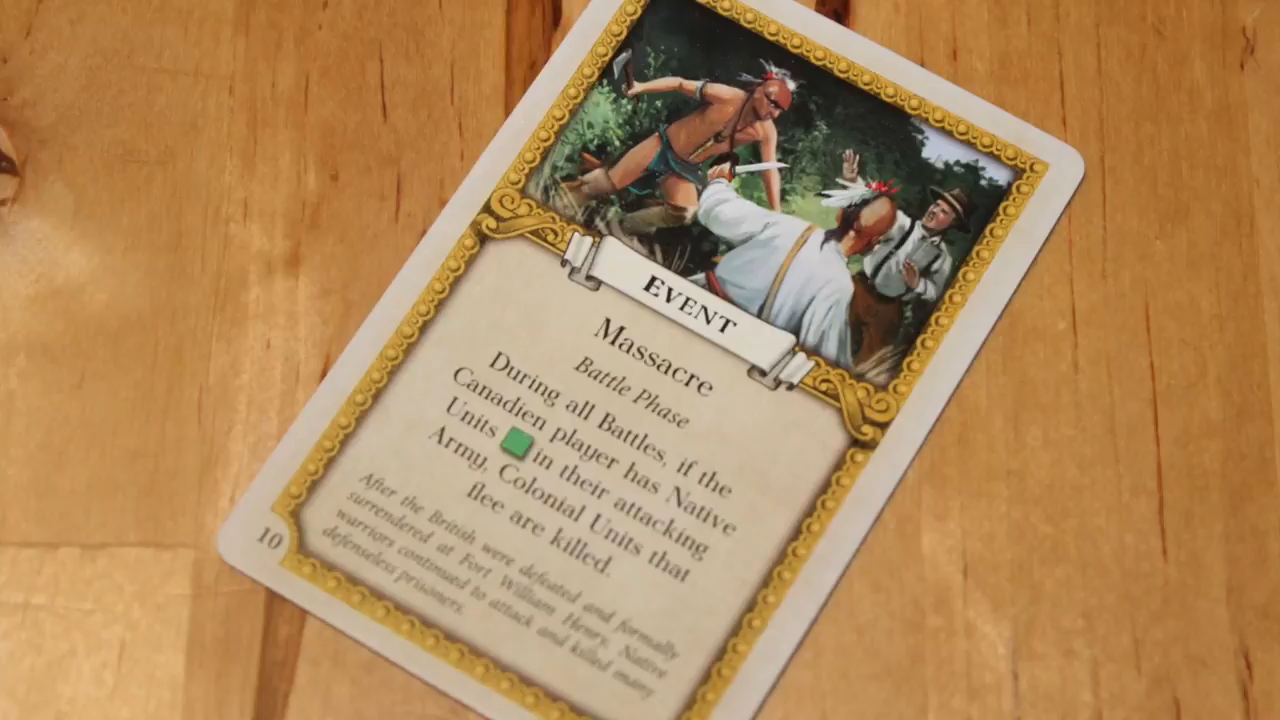 EVENT
Massacre
Battle Phase
During all Battles, if the
Canadien player has Native
Units in their attacking
Army, Colonial Units that
flee are killed.
After the British were defeated and formally
surrendered at Fort William Henry, Native
warriors continued to attack and killed many
defenseless prisoners.
10